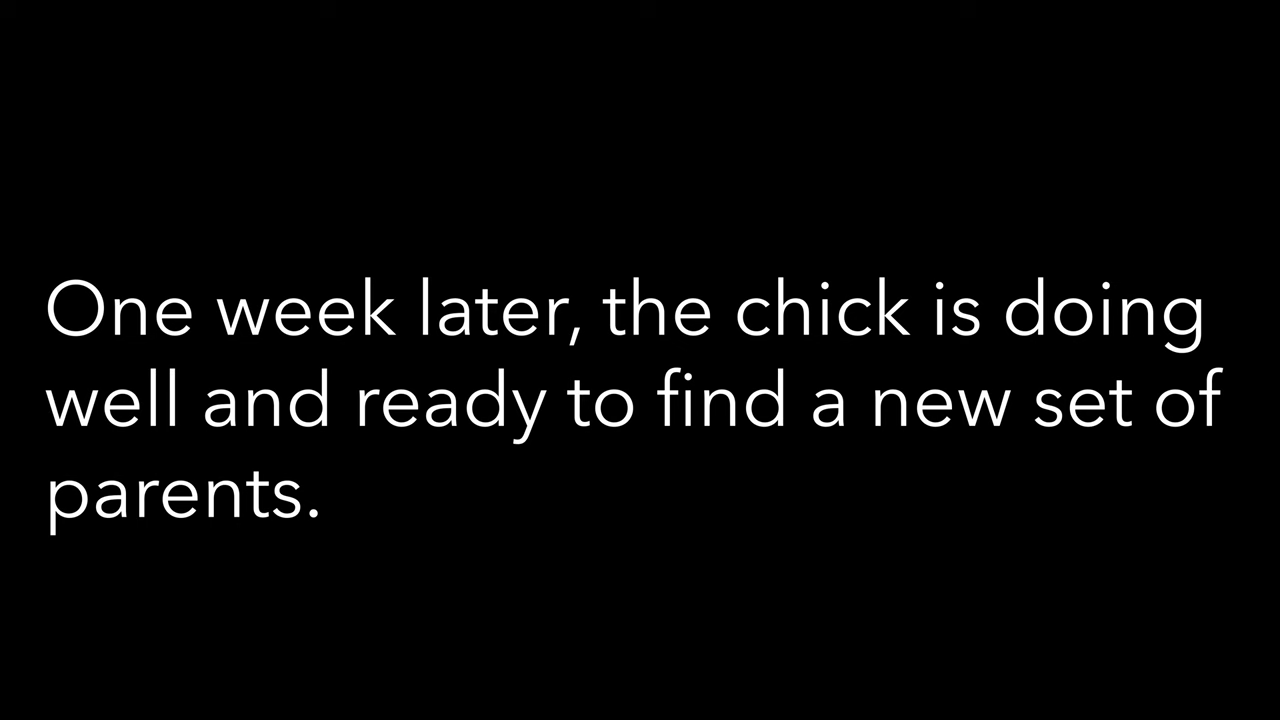 One week later, the chick is doing
well and ready to find a new set of
parents.